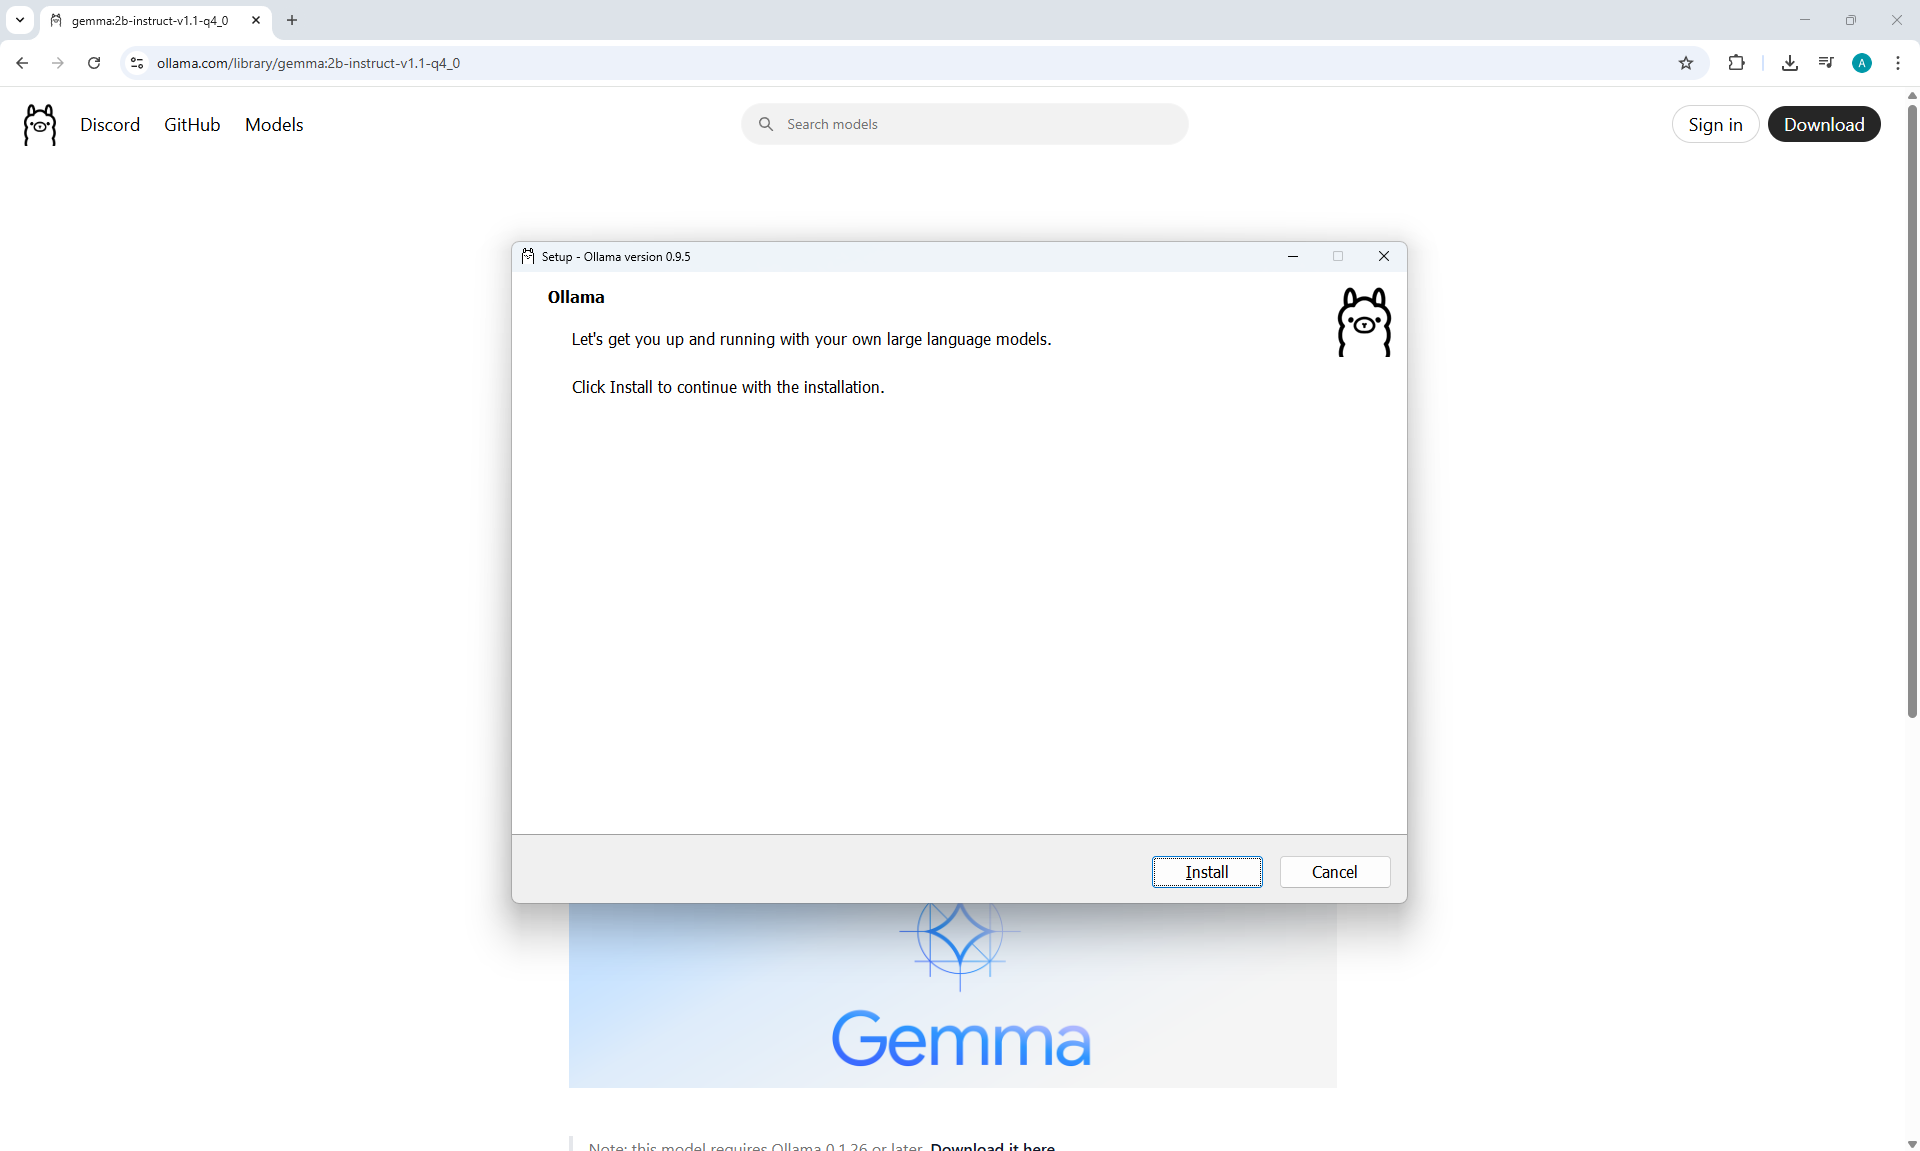 gemma:2b-instruct-v1.1-q4_0
ollama.com/library/gemma:2b-instruct-v1.1-q4_0
A
Discord GitHub Models
Search models
Sign in
Download
Setup - Ollama version 0.9.5
Ollama
Let's get you up and running with your own large language models.
Click Install to continue with the installation.
Install
Cancel
Gemma
Note: this model requires Ollama 0.1.26 or later. Download it here